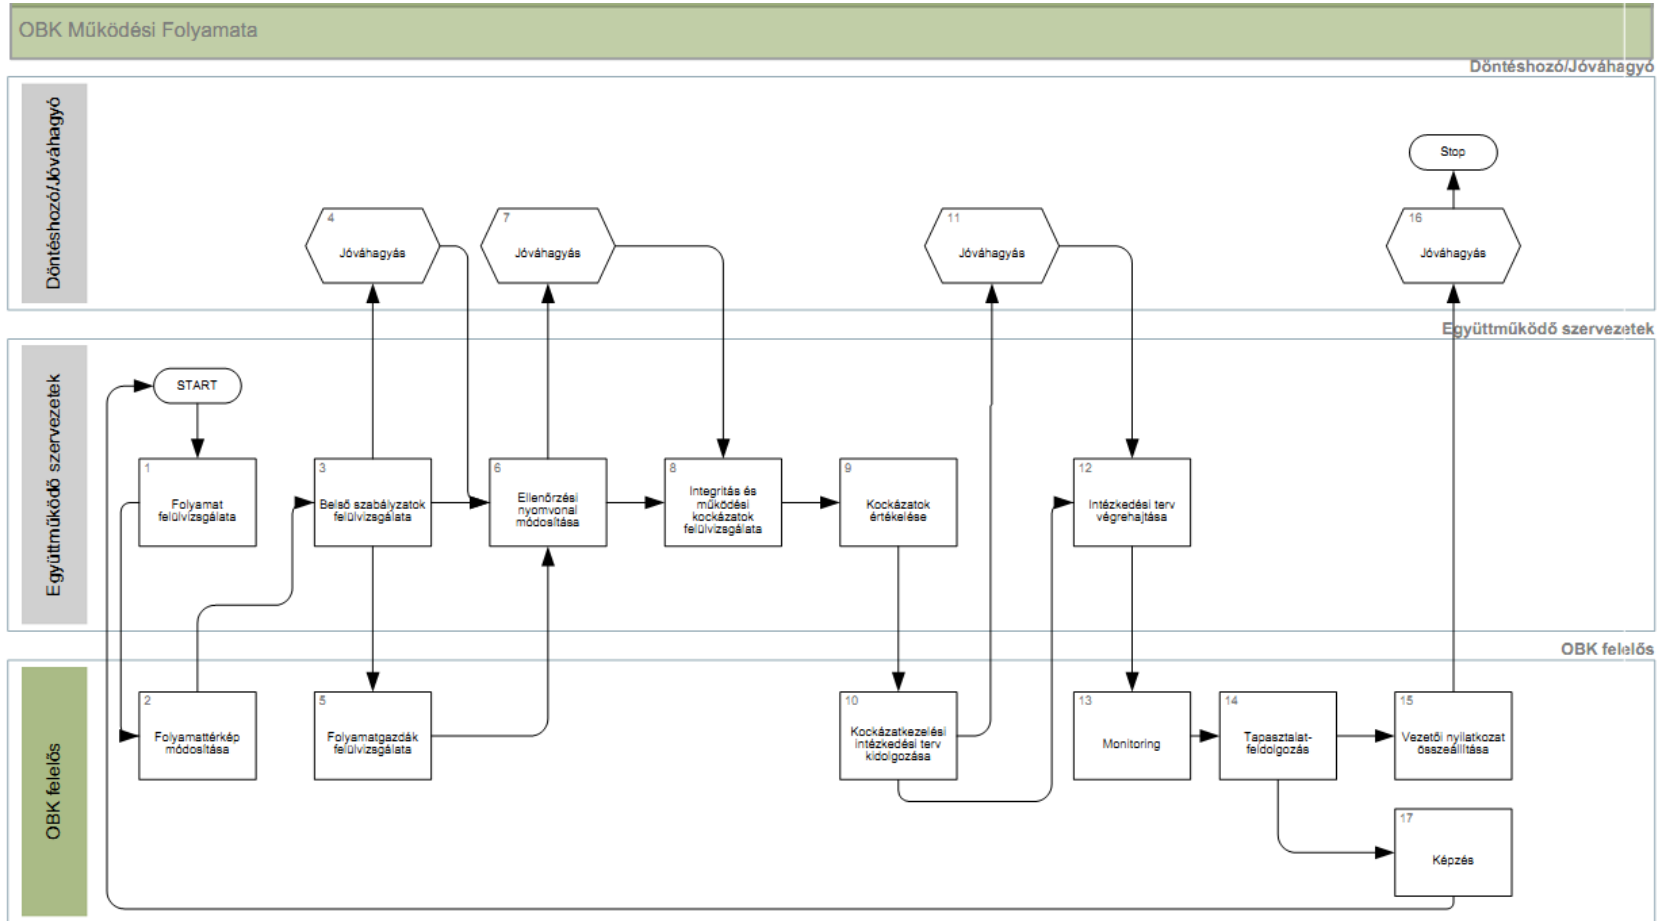 OBK Működési Folyamata
Döntéshozó/Jóváhagyó
Döntéshozó/Jóváhagyó
Stop
4
Jóváhagyás
7
Jóváhagyás
11
Jóváhagyás
16
Jóváhagyás
Együttműködő szervezetek
Együttműködő szervezetek
START
1
Folyamat
felülvizsgálata
3
Belső szabályzatok
felülvizsgálata
6
Ellenőrzési
nyomvonal
módosítása
8
Integritás és
működési
kockázatok
felülvizsgálata
9
Kockázatok
értékelése
12
Intézkedési terv
végrehajtása
OBK felelős
OBK felelős
2
Folyamattérkép
módosítása
5
Folyamatgazdák
felülvizsgálata
10
Kockázatkezelési
intézkedési terv
kidolgozása
13
Monitoring
14
Tapasztalat-
feldolgozás
15
Vezetői nyilatkozat
összeállítása
17
Képzés